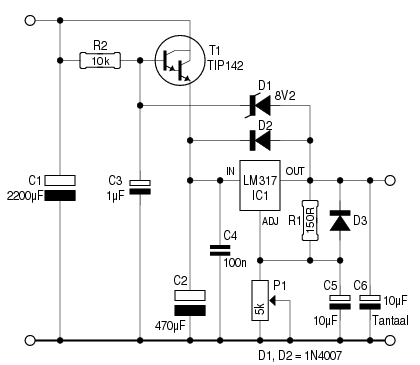 R2
10k
T1
TIP142
D1
8V2
D2
C1
2200µF
C3
1µF
IN
LM317
IC1
OUT
ADJ
R1
150R
D3
C4
100n
C2
470µF
P1
5k
C5
10µF
C6
10µF
Tantaal
D1, D2 = 1N4007